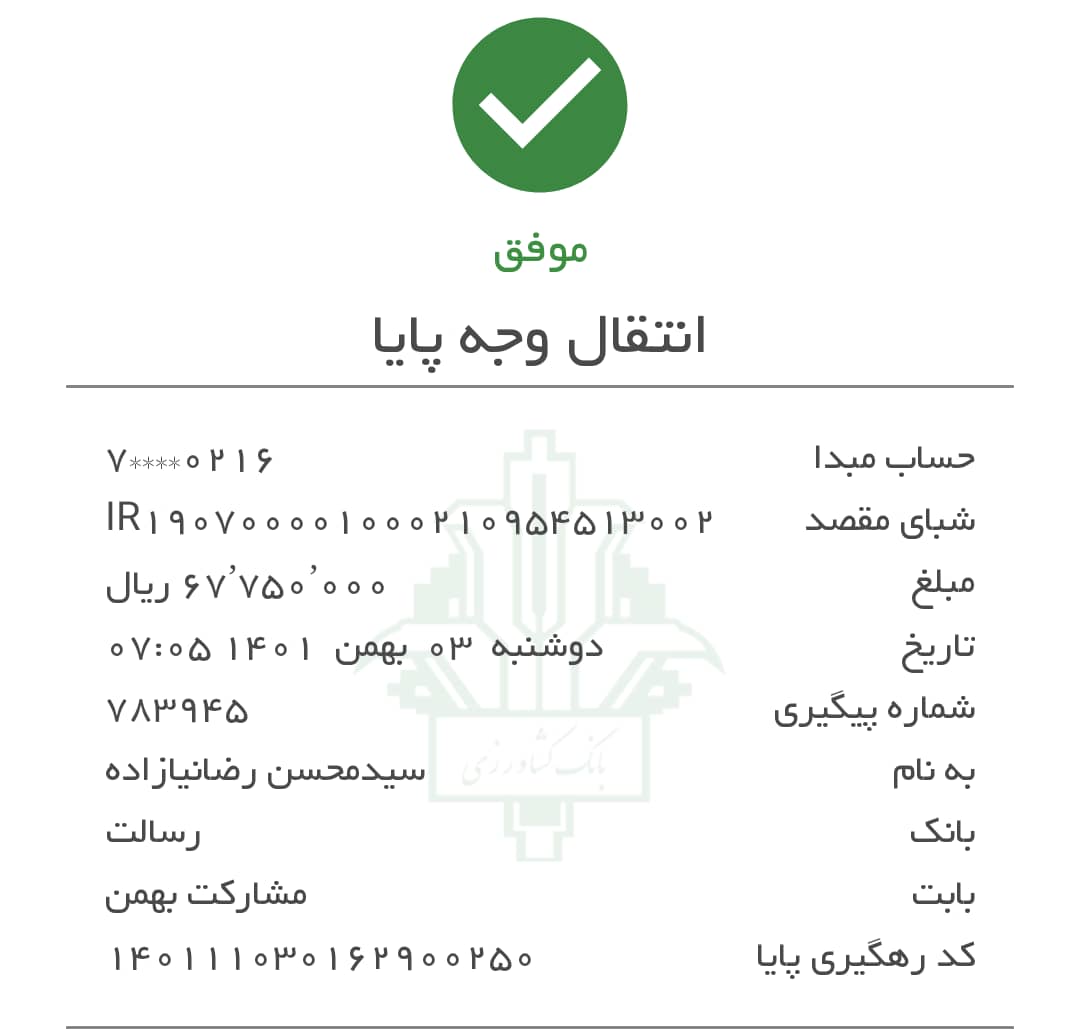 موفق
انتقال وجه پایا
حساب مبدا ۷****۰۲۱۶
شبای مقصد IR۱۹۰۷۰۰۰۰۱۰۰۰۲۱۰۹۵۴۵۱۳۰۰۲
مبلغ ۶۷٬۷۵۰٬۰۰۰ ریال
تاریخ دوشنبه ۰۳ بهمن ۱۴۰۱ ۰۷:۰۵
شماره پیگیری ۷۸۳۹۴۵
به نام سیدمحسن رضانیازاده
بانک رسالت
بانک کشاورزی
بابت مشارکت بهمن
کد رهگیری پایا ۱۴۰۱۱۱۰۳۰۱۶۲۹۰۰۲۵۰